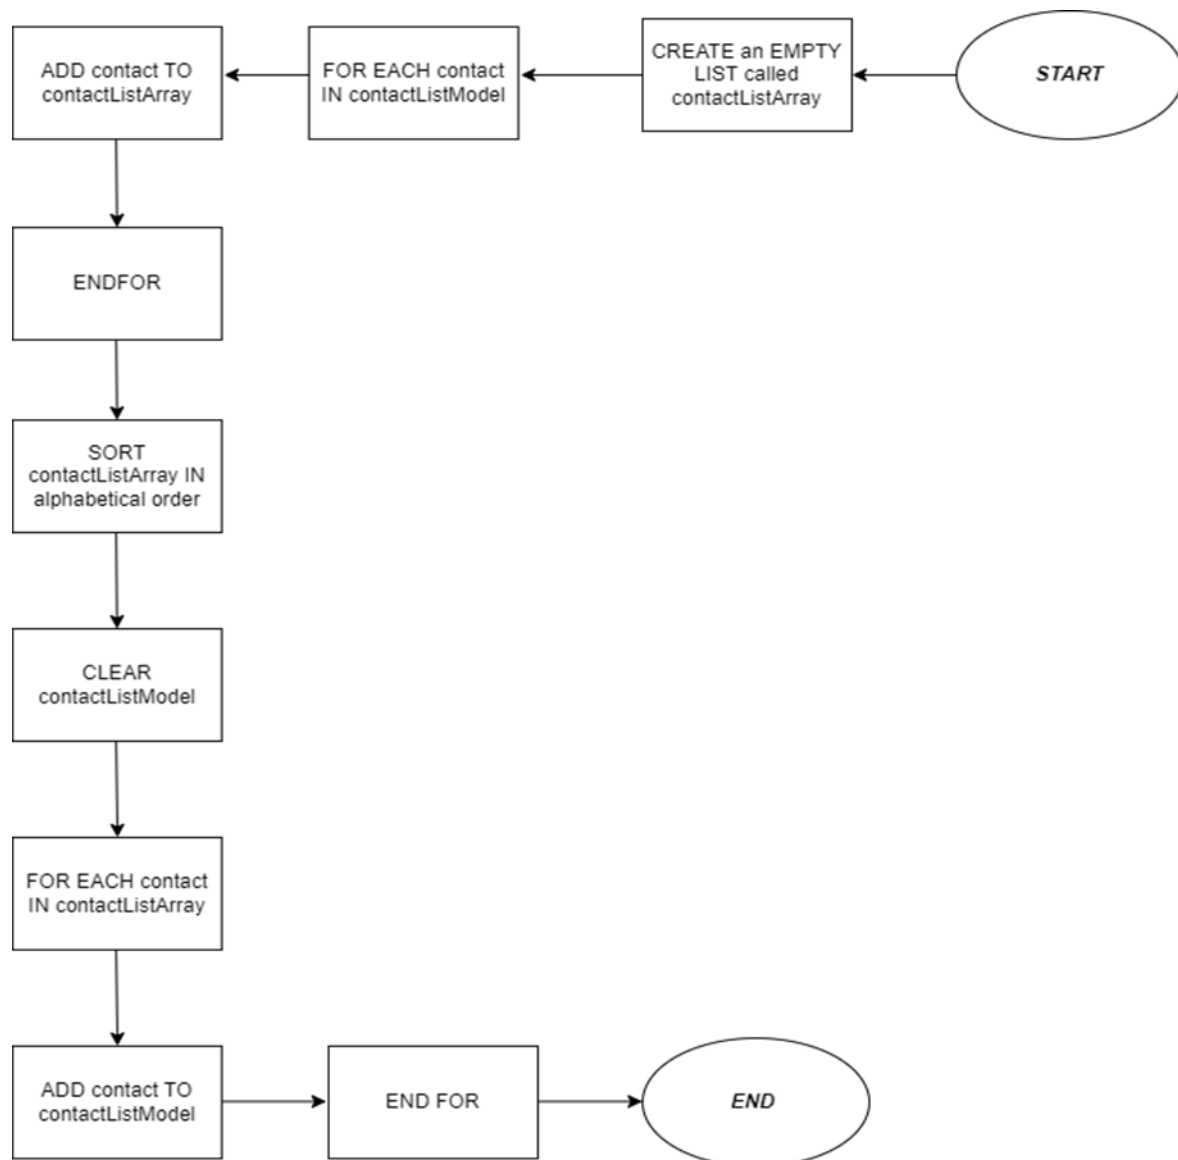 START
CREATE an EMPTY
LIST called
contactListArray
FOR EACH contact
IN contactListModel
ADD contact TO
contactListArray
ENDFOR
SORT
contactListArray IN
alphabetical order
CLEAR
contactListModel
FOR EACH contact
IN contactListArray
ADD contact TO
contactListModel
END FOR
END